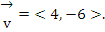 v⃗ = < 4, −6 >.